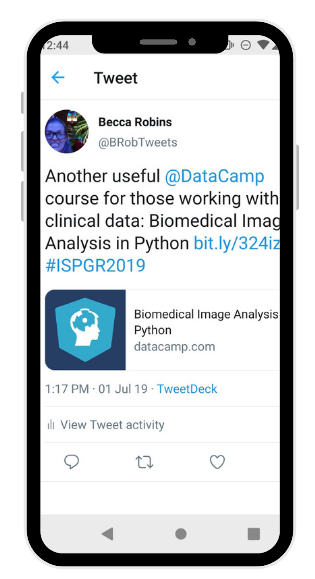 12:44
Tweet
Becca Robins
@BRobTweets
Another useful @DataCamp
course for those working with
clinical data: Biomedical Imag
Analysis in Python bit.ly/324iz
#ISPGR2019
Biomedical Image Analysis
Python
datacamp.com
1:17 PM · 01 Jul 19 · TweetDeck
View Tweet activity